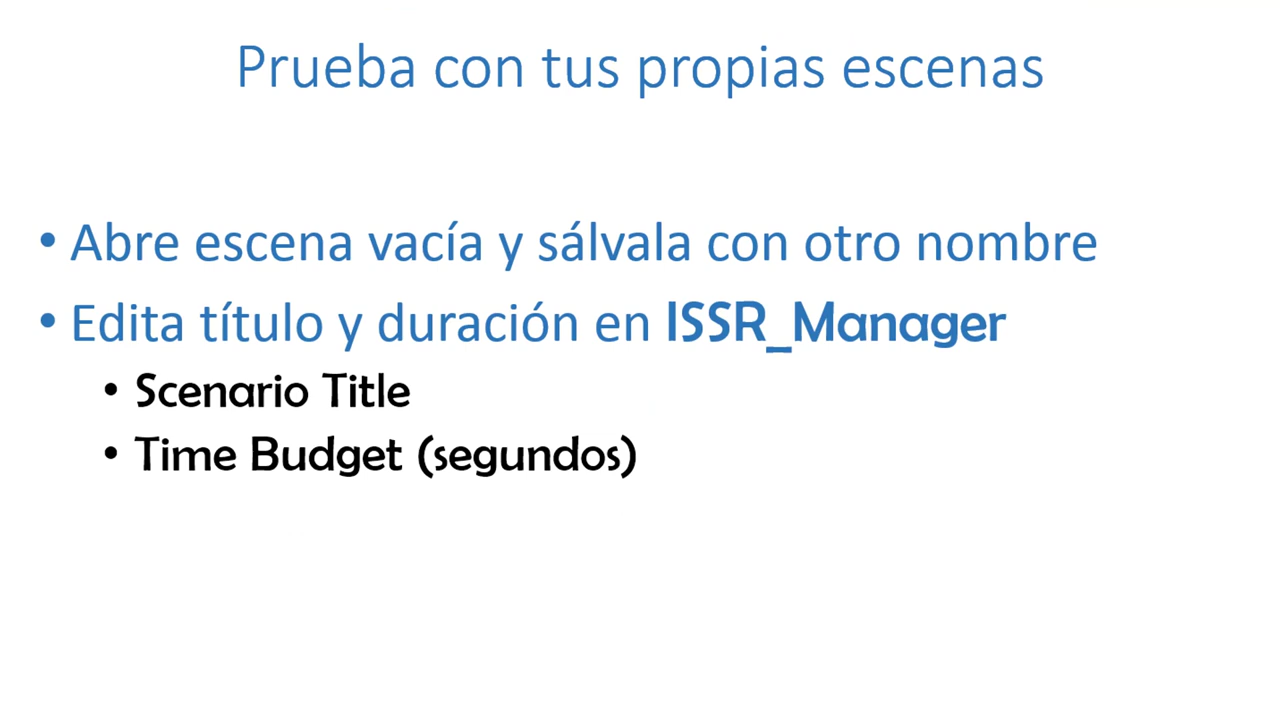 Prueba con tus propias escenas
• Abre escena vacía y sálvala con otro nombre
• Edita título y duración en ISSR_Manager
• Scenario Title
• Time Budget (segundos)